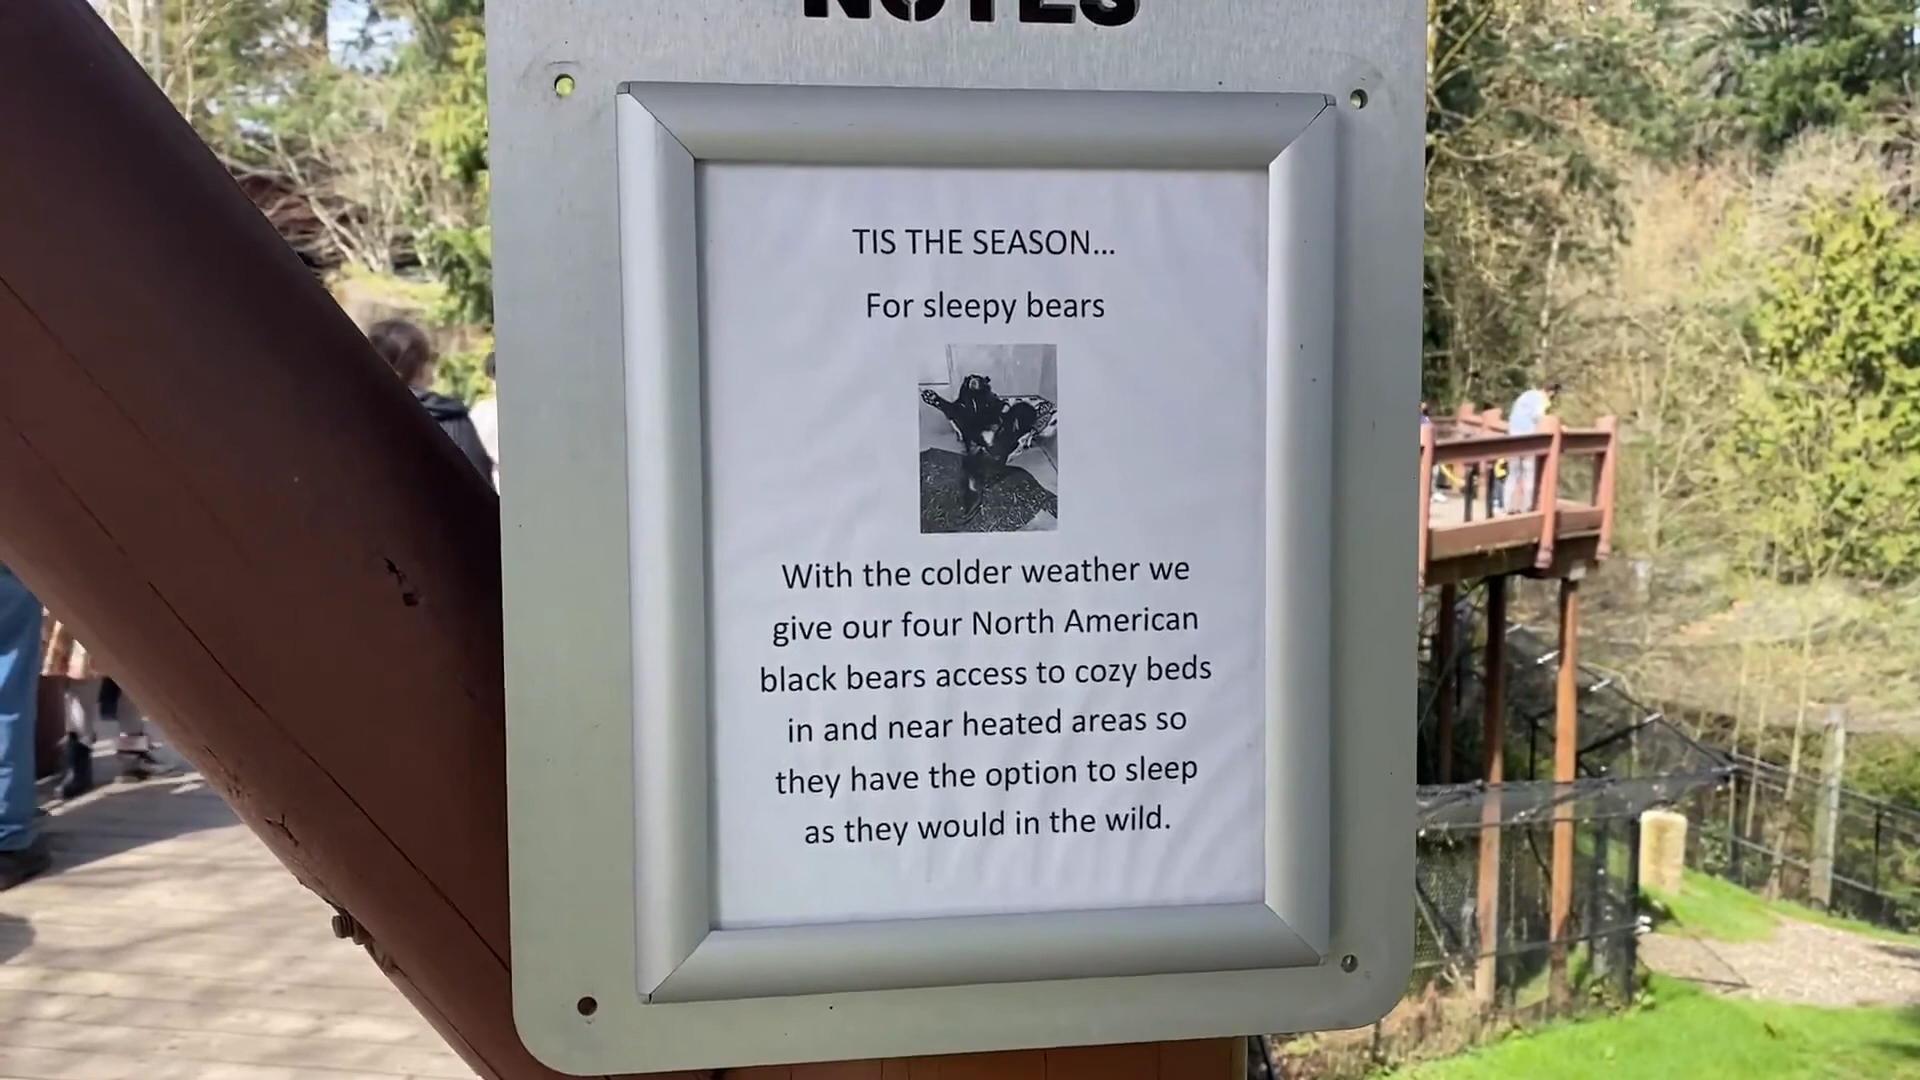 NOTES
TIS THE SEASON...
For sleepy bears
With the colder weather we
give our four North American
black bears access to cozy beds
in and near heated areas so
they have the option to sleep
as they would in the wild.